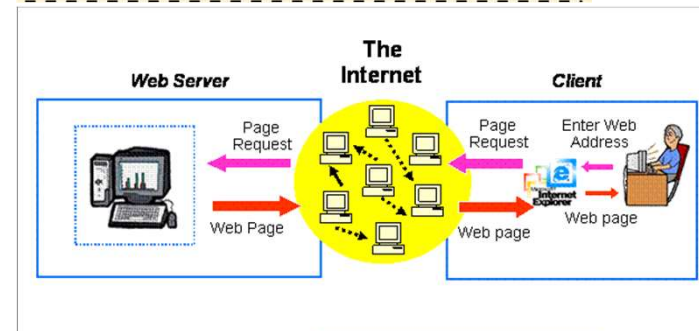 The
Internet
Web Server
Client
Page
Request
Page
Request
Enter Web
Address
Internet
Explorer
Web Page
Web page
Web page